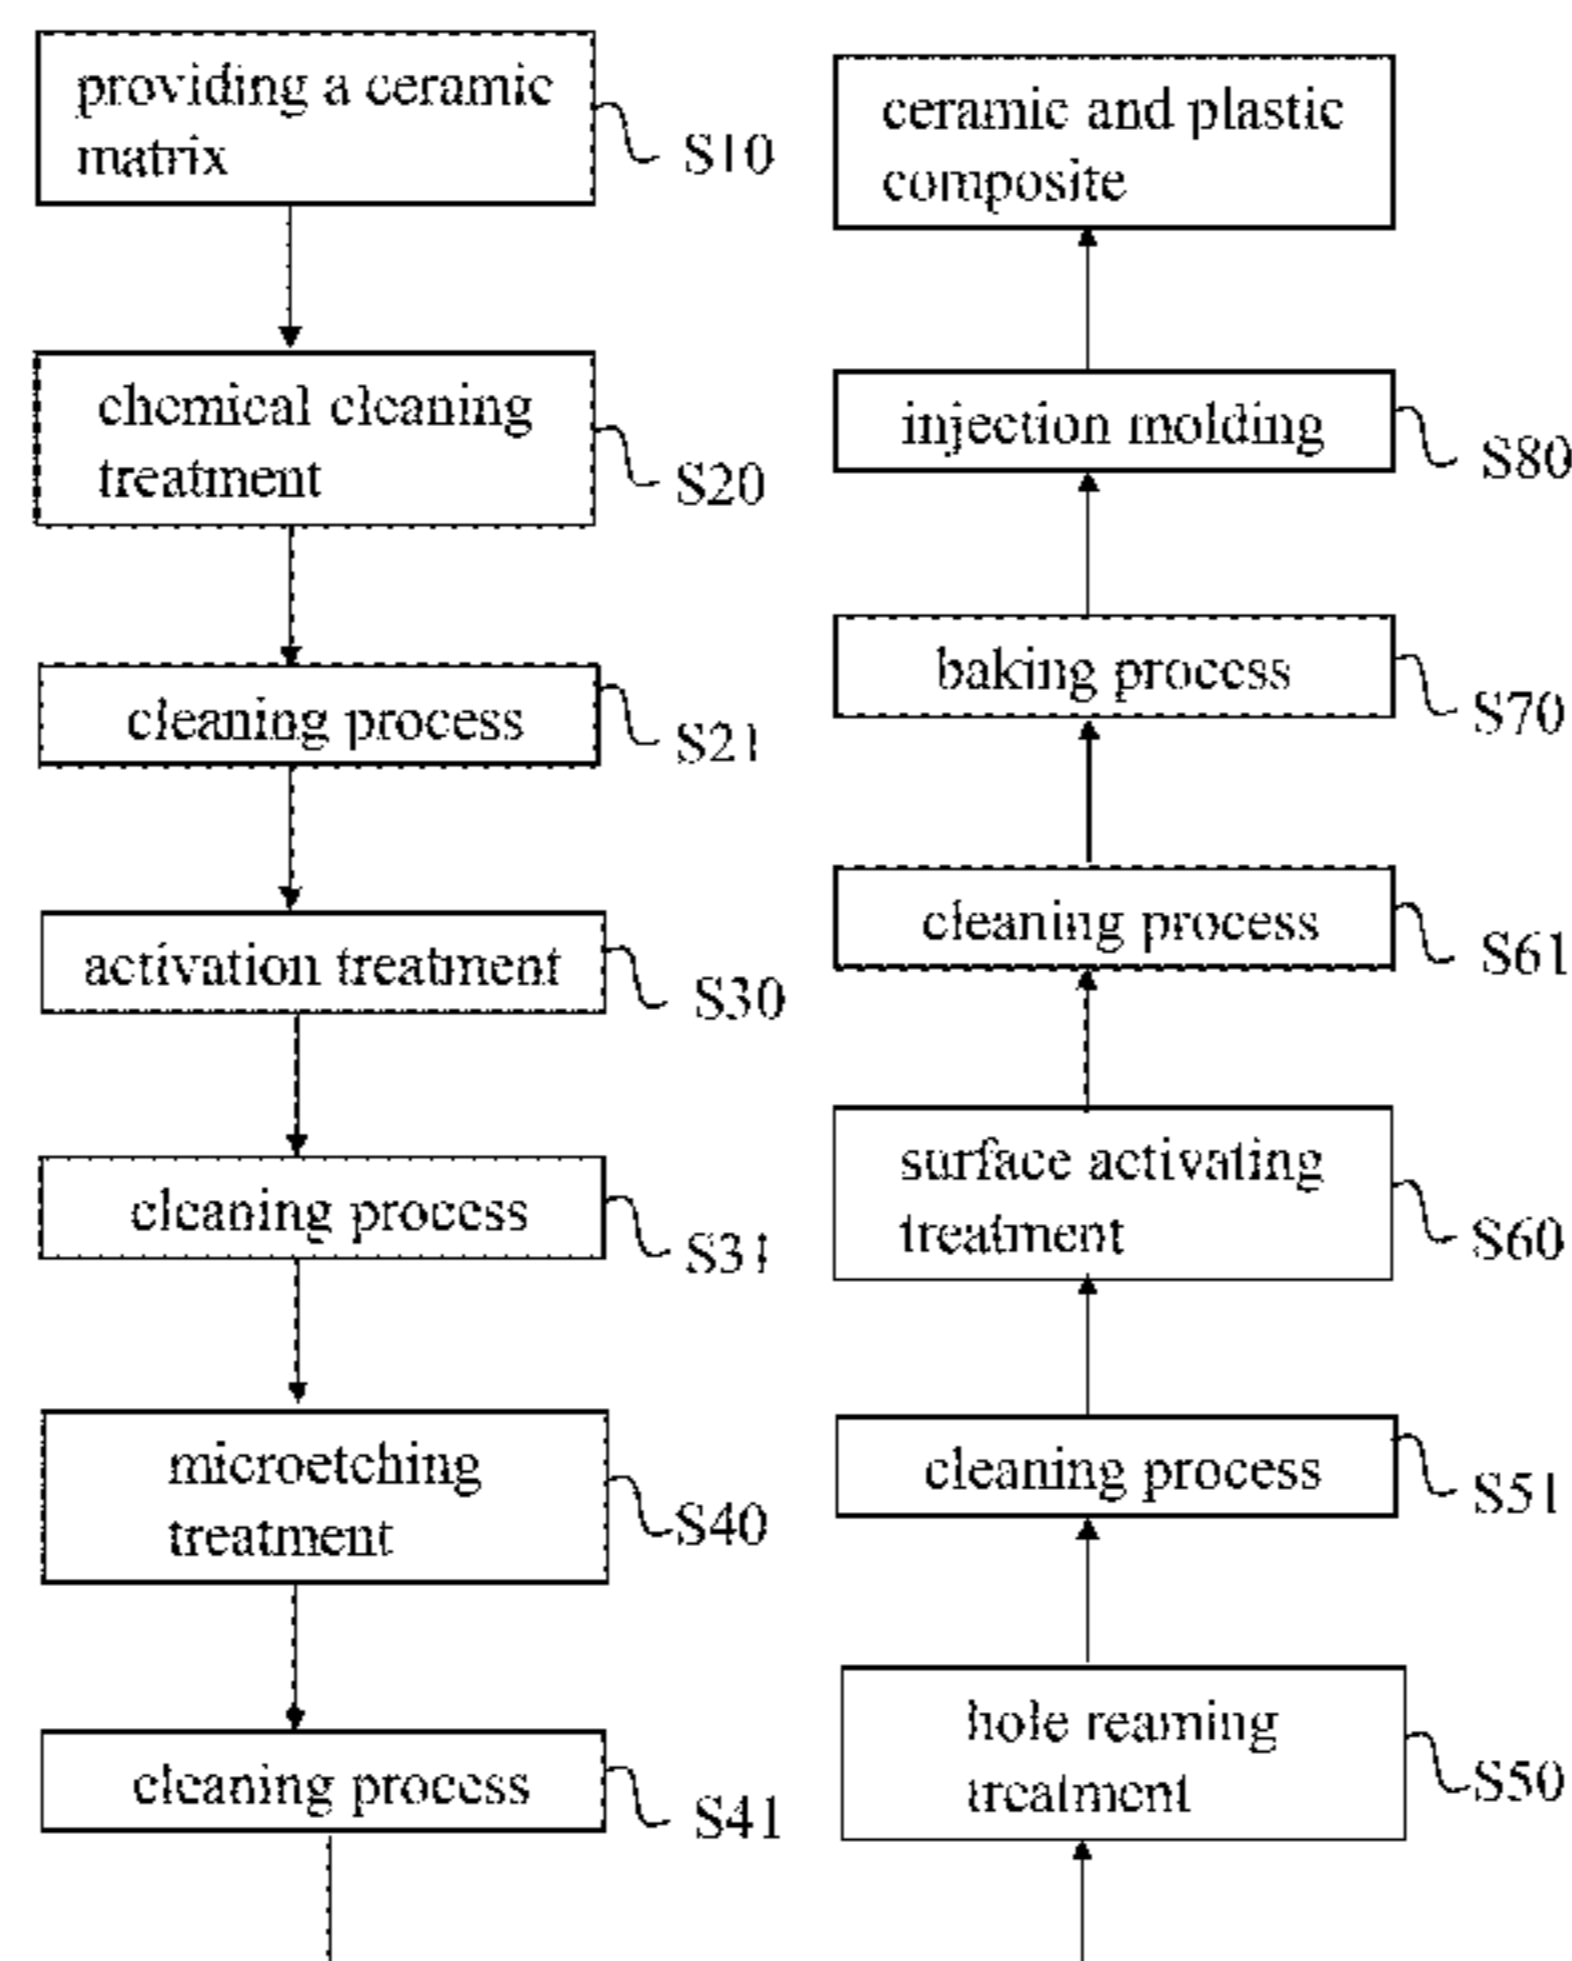 providing a ceramic
matrix
S10
chemical cleaning
treatment
S20
cleaning process
S21
activation treatment
S30
cleaning process
S31
microetching
treatment
S40
cleaning process
S41
ceramic and plastic
composite
injection molding
S80
baking process
S70
cleaning process
S61
surface activating
treatment
S60
cleaning process
S51
hole reaming
treatment
S50